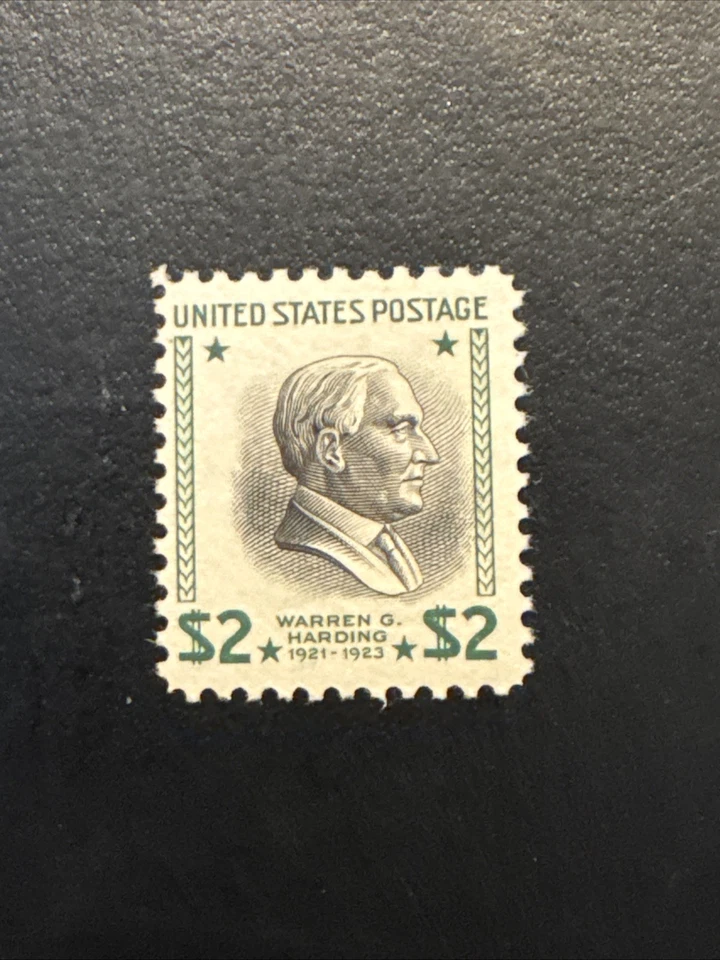 UNITED STATES POSTAGE
$2 WARREN G. $2
HARDING
1921-1923